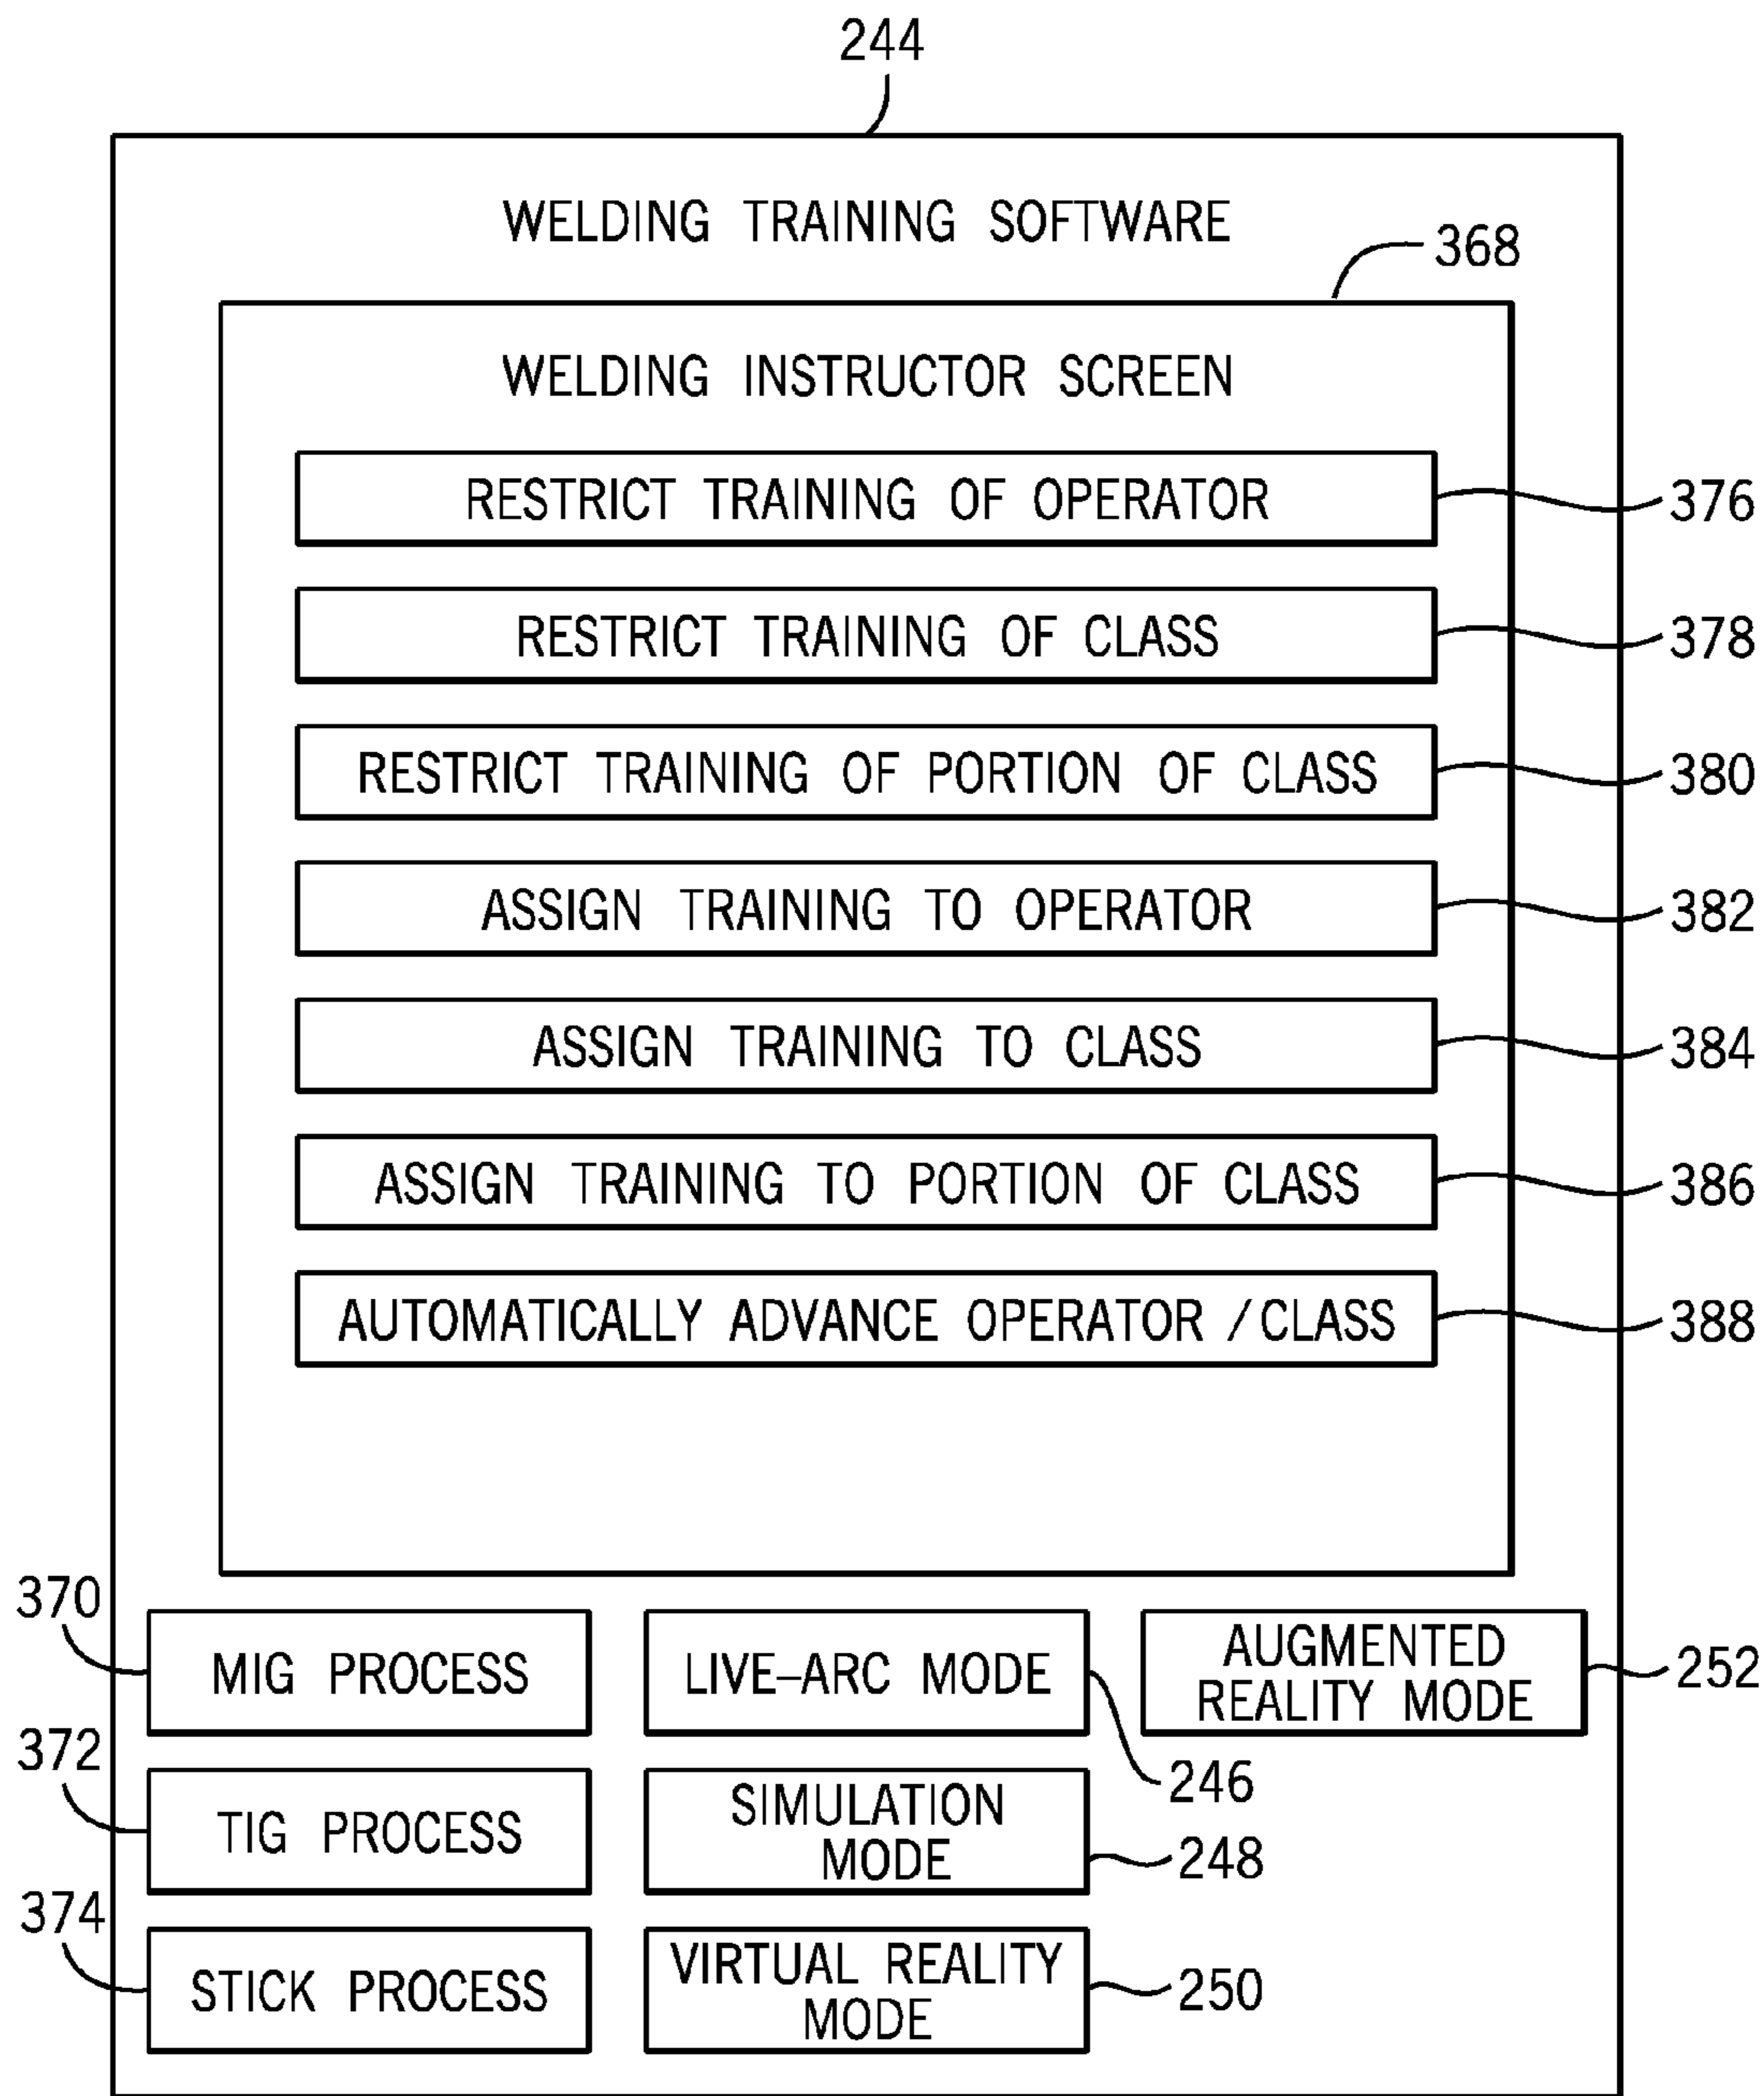 244
WELDING TRAINING SOFTWARE
368
WELDING INSTRUCTOR SCREEN
RESTRICT TRAINING OF OPERATOR
376
RESTRICT TRAINING OF CLASS
378
RESTRICT TRAINING OF PORTION OF CLASS
380
ASSIGN TRAINING TO OPERATOR
382
ASSIGN TRAINING TO CLASS
384
ASSIGN TRAINING TO PORTION OF CLASS
386
AUTOMATICALLY ADVANCE OPERATOR / CLASS
388
370
MIG PROCESS
LIVE–ARC MODE
AUGMENTED
REALITY MODE
252
372
TIG PROCESS
246
SIMULATION
MODE
248
374
STICK PROCESS
VIRTUAL REALITY
MODE
250